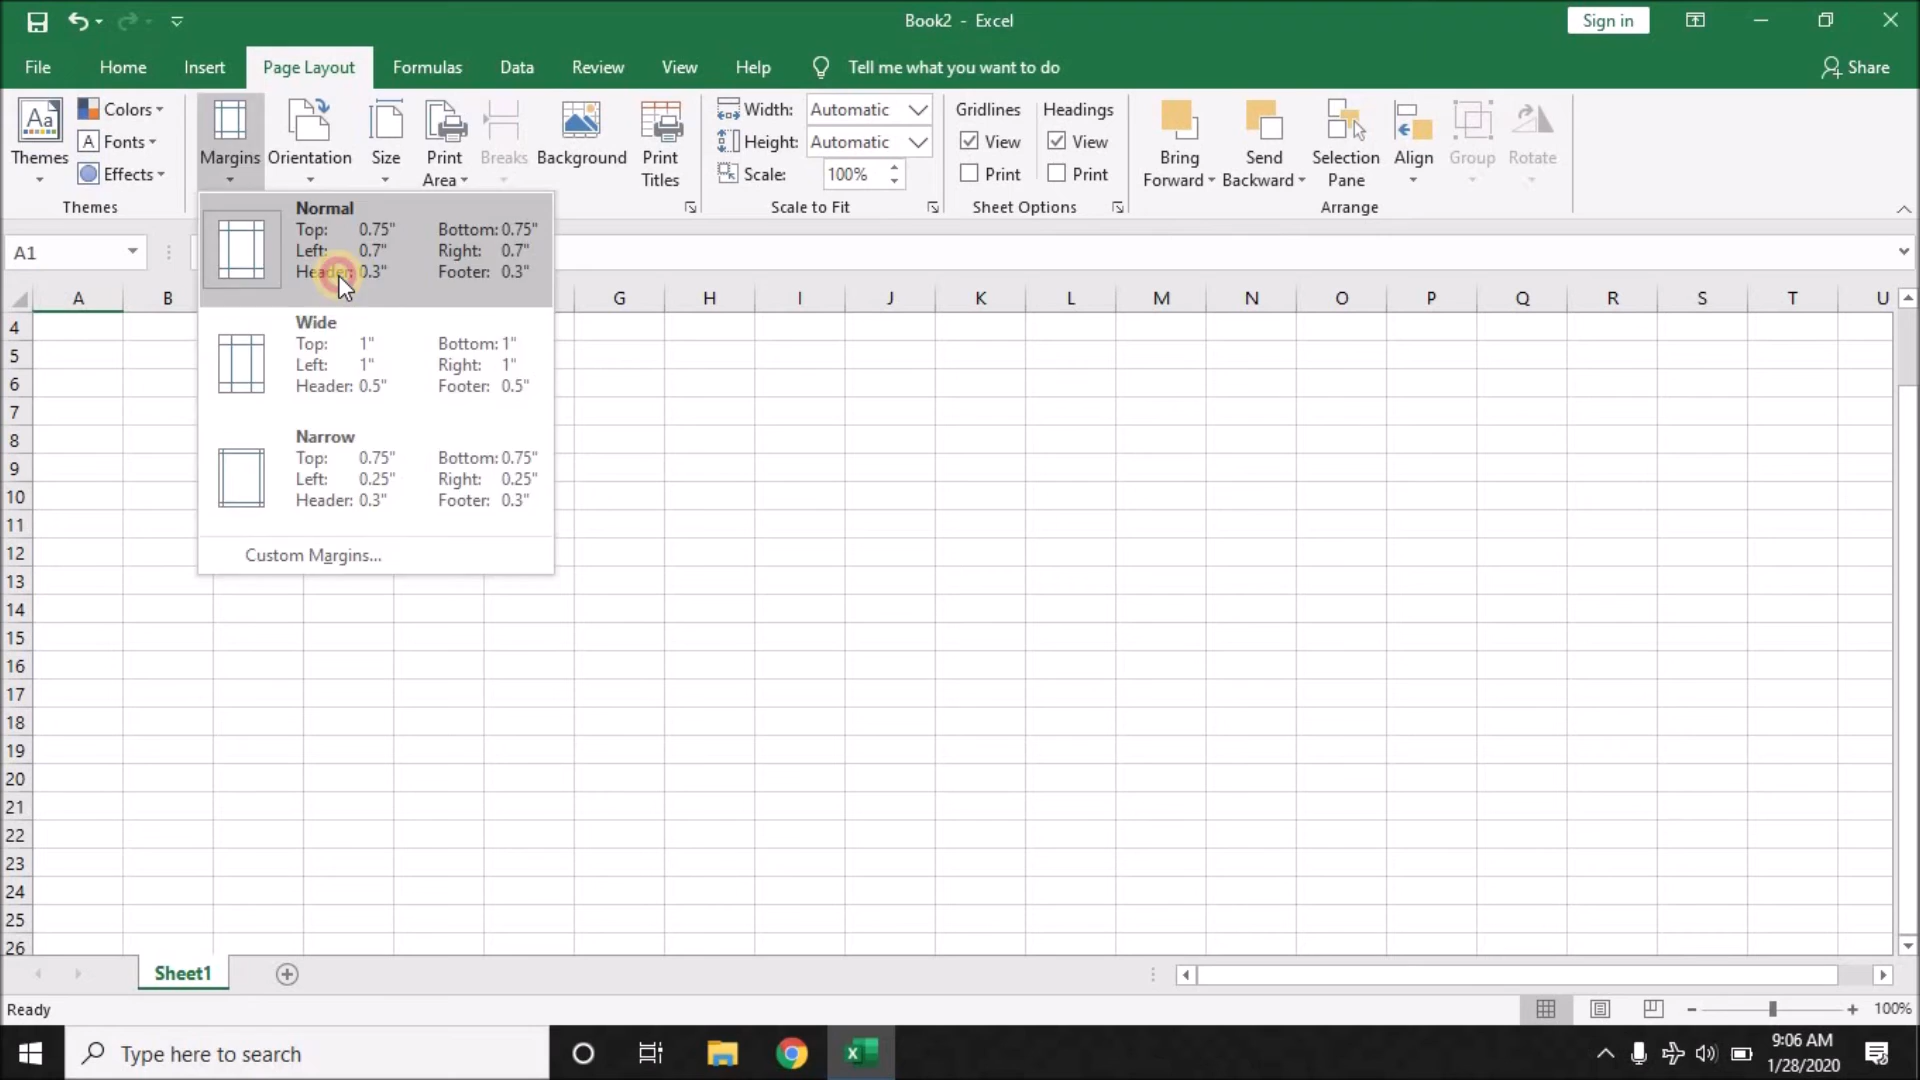 Book2 - Excel
Sign in
File Home Insert Page Layout Formulas Data Review View Help Tell me what you want to do Share
Aa
Themes
Colors
A Fonts
Effects
Themes
Margins
Orientation
Size
Print
Area
Breaks
Background
Print
Titles
Width: Automatic
Height: Automatic
Scale: 100%
Scale to Fit
Gridlines
View
Print
Headings
View
Print
Sheet Options
Bring
Forward
Send
Backward
Selection
Pane
Align
Group
Rotate
Arrange
A1
Normal
Top: 0.75" Bottom: 0.75"
Left: 0.7" Right: 0.7"
Header: 0.3" Footer: 0.3"
Wide
Top: 1" Bottom: 1"
Left: 1" Right: 1"
Header: 0.5" Footer: 0.5"
Narrow
Top: 0.75" Bottom: 0.75"
Left: 0.25" Right: 0.25"
Header: 0.3" Footer: 0.3"
Custom Margins...
A B G H I J K L M N O P Q R S T U
4
5
6
7
8
9
10
11
12
13
14
15
16
17
18
19
20
21
22
23
24
25
26
Sheet1
Ready
100%
Type here to search
9:06 AM
1/28/2020